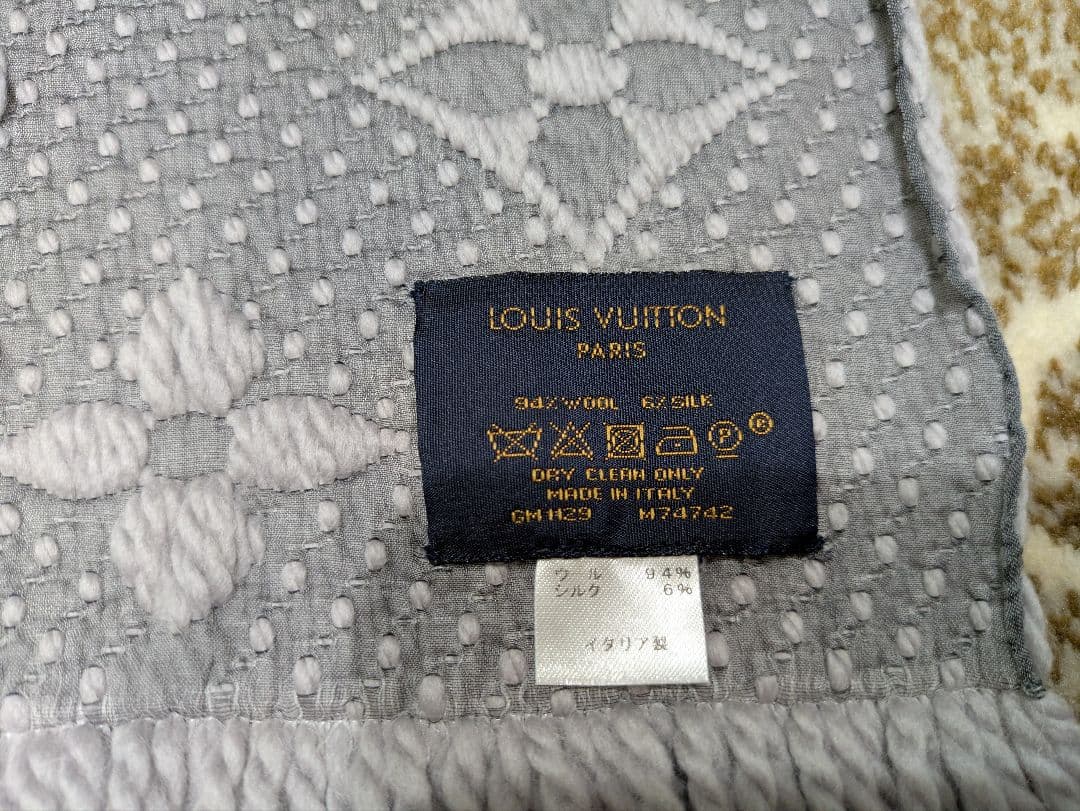 LOUIS VUITTON
PARIS
94% WOOL 6% SILK
P ®
DRY CLEAN ONLY
MADE IN ITALY
GM1129 M74742
ウール 94%
シルク 6%
イタリア製